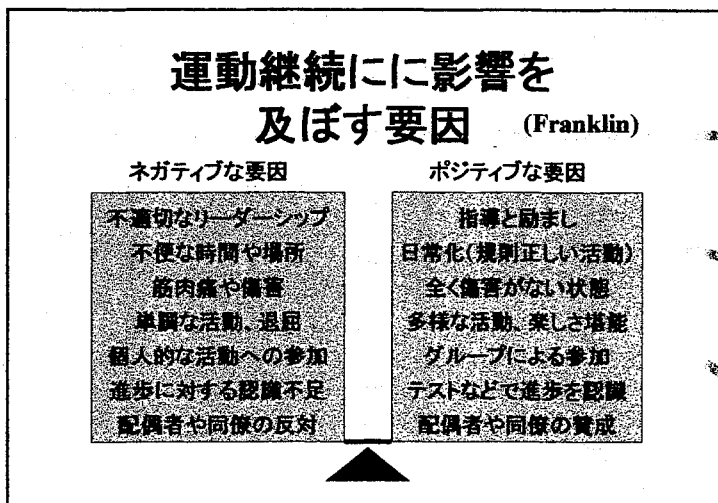 運動継続にに影響を
及ぼす要因 (Franklin)
ネガティブな要因
不適切なリーダーシップ
不便な時間や場所
筋肉痛や傷害
単調な活動、退屈
個人的な活動への参加
進歩に対する認識不足
配偶者や同僚の反対
ポジティブな要因
指導と励まし
日常化(規則正しい活動)
全く傷害がない状態
多様な活動、楽しさ堪能
グループによる参加
テストなどで進歩を認識
配偶者や同僚の賛成